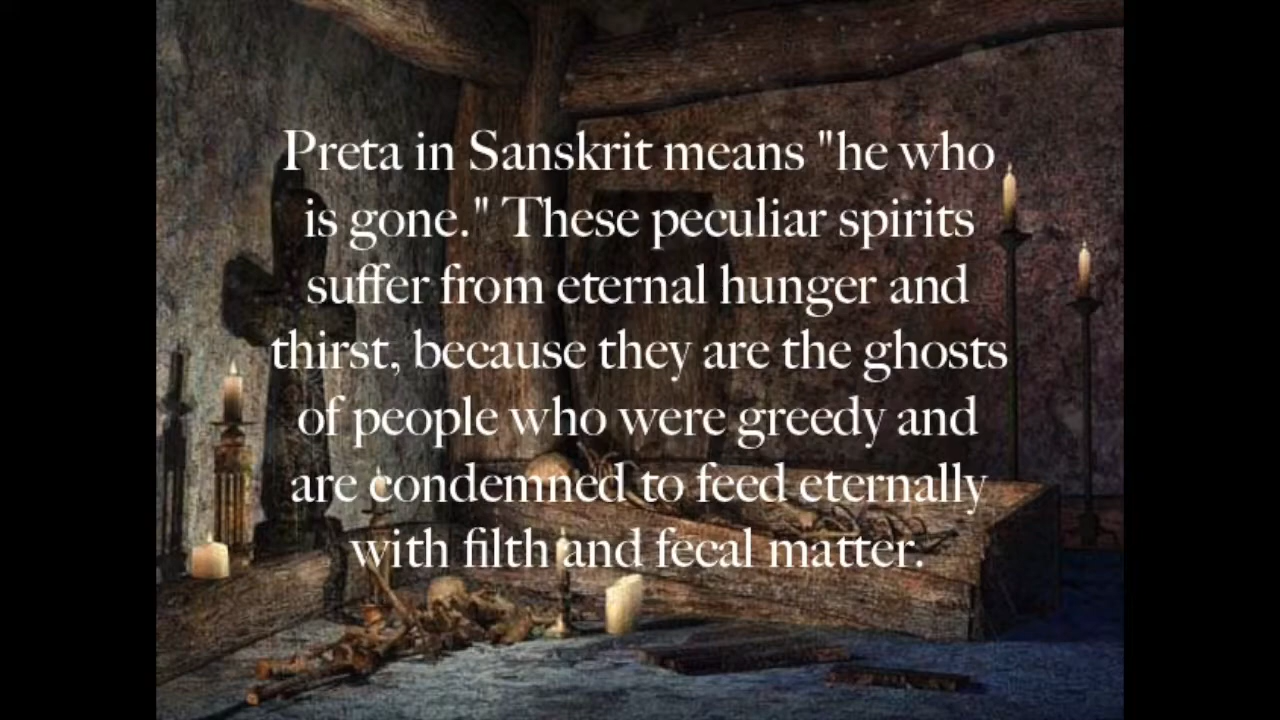 Preta in Sanskrit means "he who
is gone." These peculiar spirits
suffer from eternal hunger and
thirst, because they are the ghosts
of people who were greedy and
are condemned to feed eternally
with filth and fecal matter.